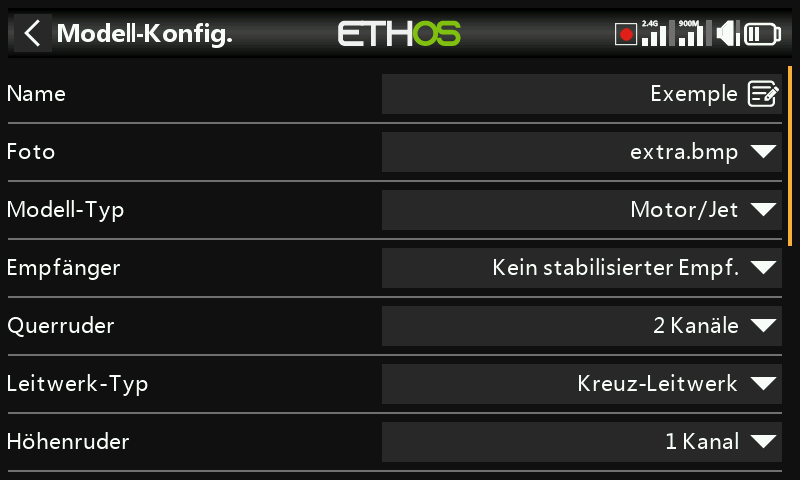 Modell-Konfig.
ETHOS
2.4G
900M
Name
Exemple
Foto
extra.bmp
Modell-Typ
Motor/Jet
Empfänger
Kein stabilisierter Empf.
Querruder
2 Kanäle
Leitwerk-Typ
Kreuz-Leitwerk
Höhenruder
1 Kanal